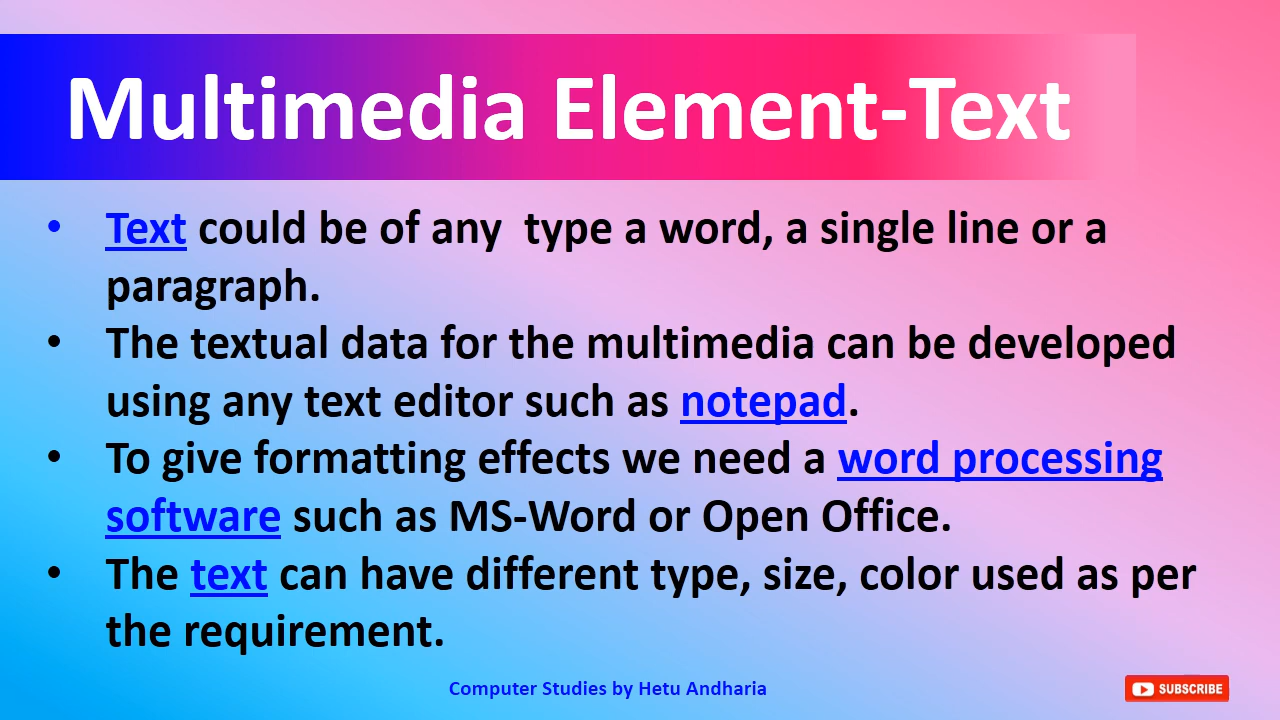 Multimedia Element-Text
• Text could be of any  type a word, a single line or a
paragraph.
• The textual data for the multimedia can be developed
using any text editor such as notepad.
• To give formatting effects we need a word processing
software such as MS-Word or Open Office.
• The text can have different type, size, color used as per
the requirement.
Computer Studies by Hetu Andharia
SUBSCRIBE